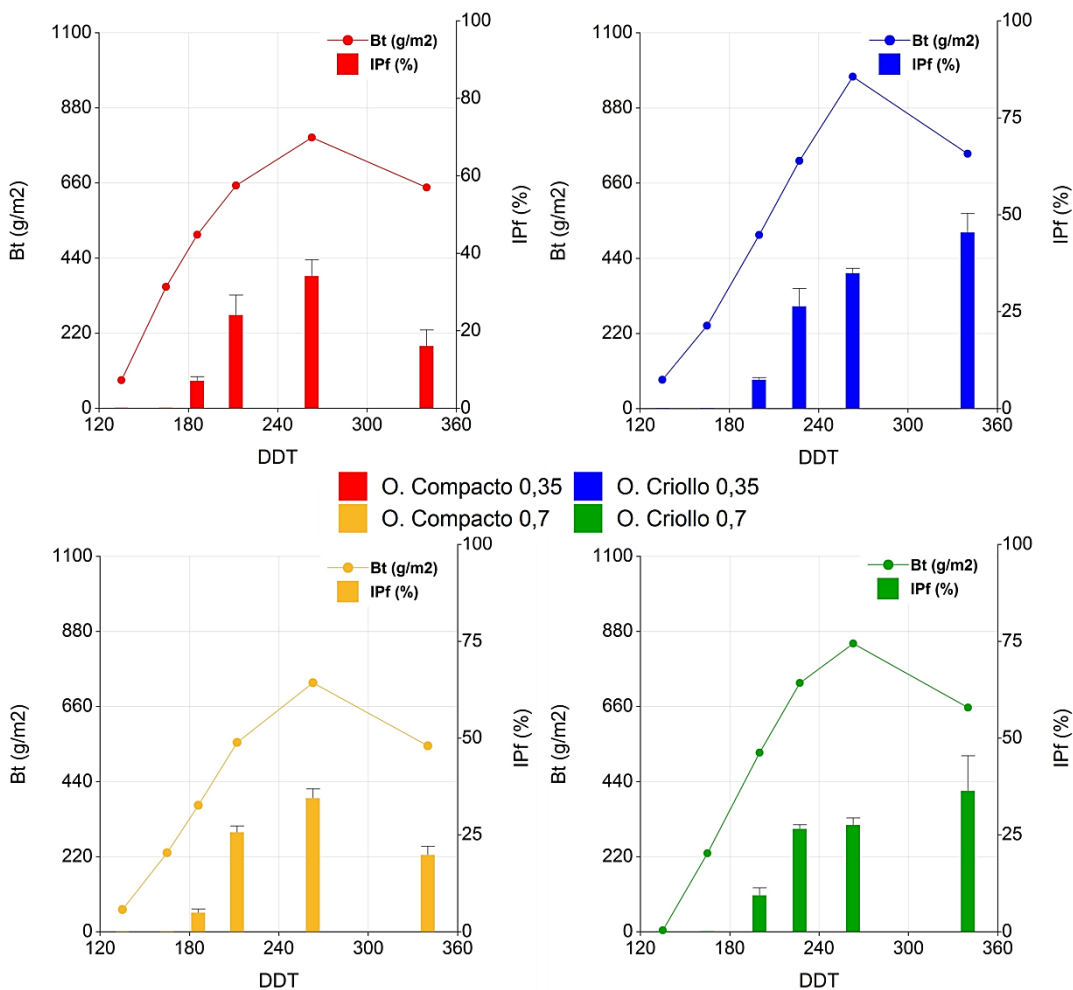 1100
880
660
440
220
0
Bt (g/m2)
Bt (g/m2)
IPf (%)
100
80
60
40
20
0
IPf (%)
120 180 240 300 360
DDT
1100
880
660
440
220
0
Bt (g/m2)
Bt (g/m2)
IPf (%)
100
75
50
25
0
IPf (%)
120 180 240 300 360
DDT
O. Compacto 0,35 O. Criollo 0,35
O. Compacto 0,7 O. Criollo 0,7
1100
880
660
440
220
0
Bt (g/m2)
Bt (g/m2)
IPf (%)
100
75
50
25
0
IPf (%)
120 180 240 300 360
DDT
1100
880
660
440
220
0
Bt (g/m2)
Bt (g/m2)
IPf (%)
100
75
50
25
0
IPf (%)
120 180 240 300 360
DDT